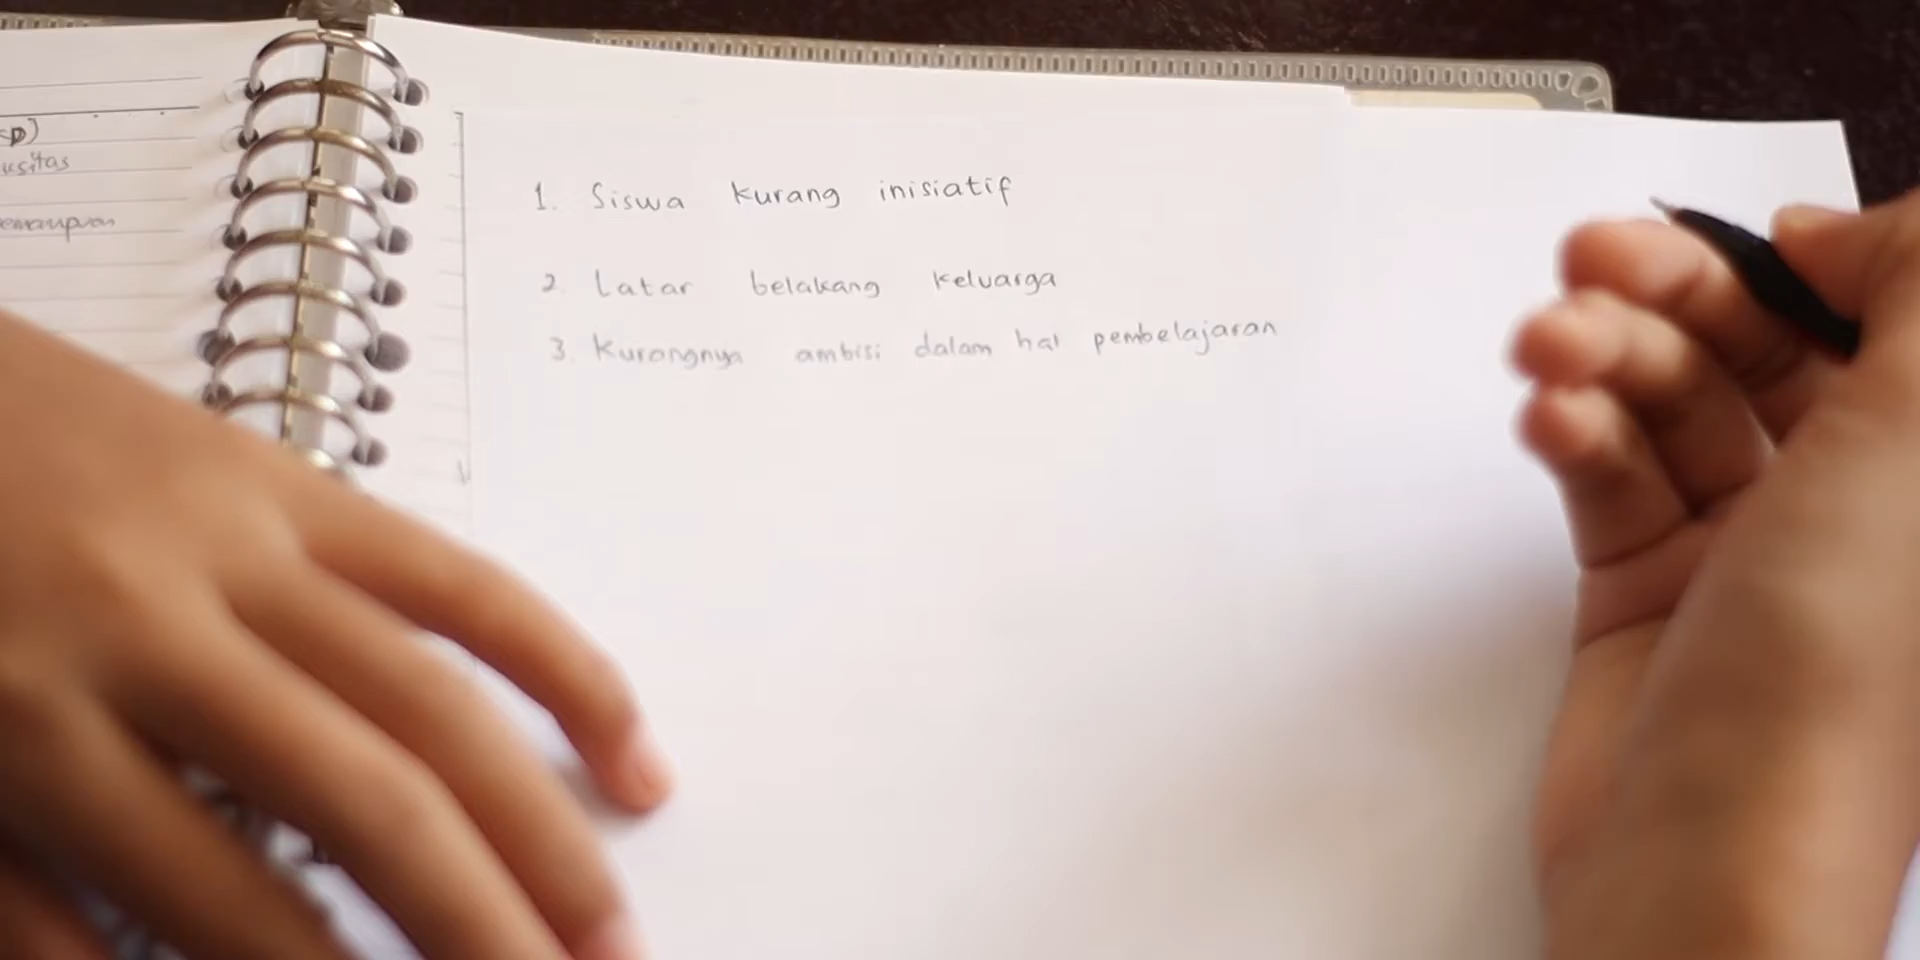 1. Siswa kurang inisiatif
2. Latar belakang keluarga
3. Kurangnya ambisi dalam hal pembelajaran